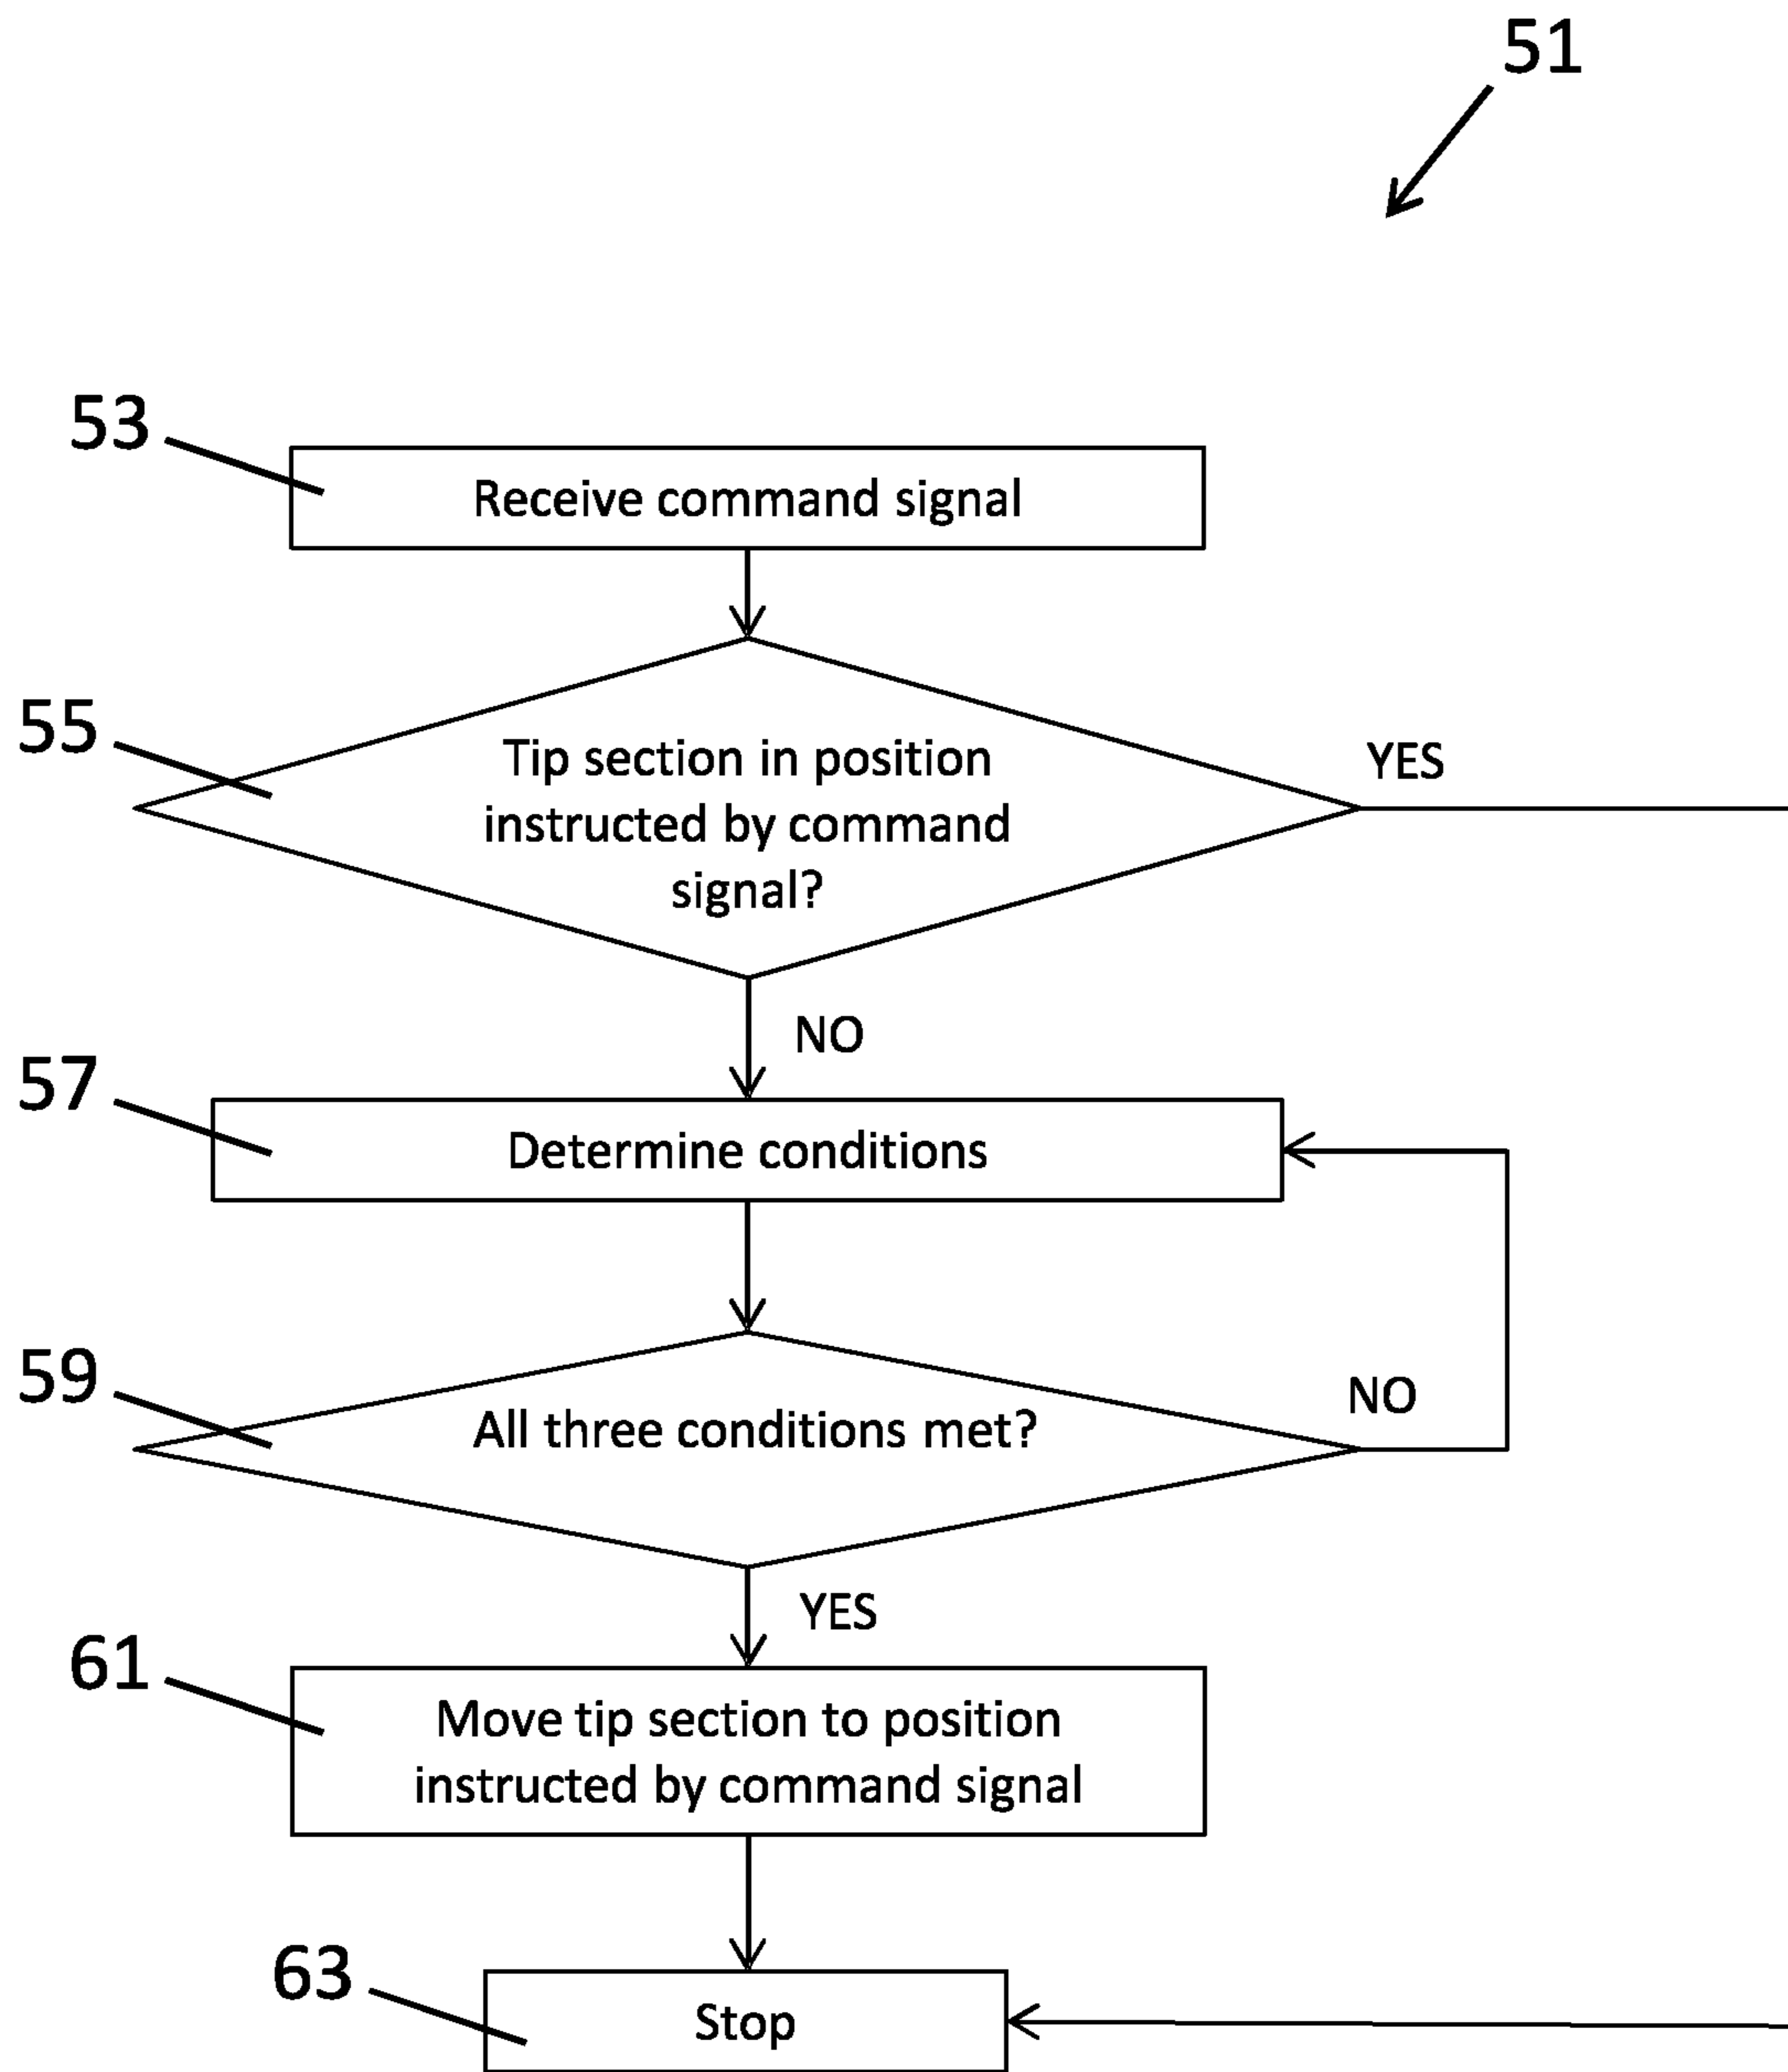 51
53
Receive command signal
55
Tip section in position
instructed by command
signal?
YES
NO
57
Determine conditions
59
All three conditions met?
NO
YES
61
Move tip section to position
instructed by command signal
63
Stop